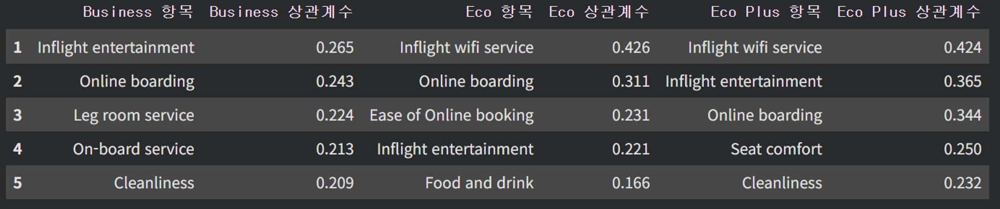 Business 항목 Business 상관계수 Eco 항목 Eco 상관계수 Eco Plus 항목 Eco Plus 상관계수
1 Inflight entertainment 0.265 Inflight wifi service 0.426 Inflight wifi service 0.424
2 Online boarding 0.243 Online boarding 0.311 Inflight entertainment 0.365
3 Leg room service 0.224 Ease of Online booking 0.231 Online boarding 0.344
4 On-board service 0.213 Inflight entertainment 0.221 Seat comfort 0.250
5 Cleanliness 0.209 Food and drink 0.166 Cleanliness 0.232